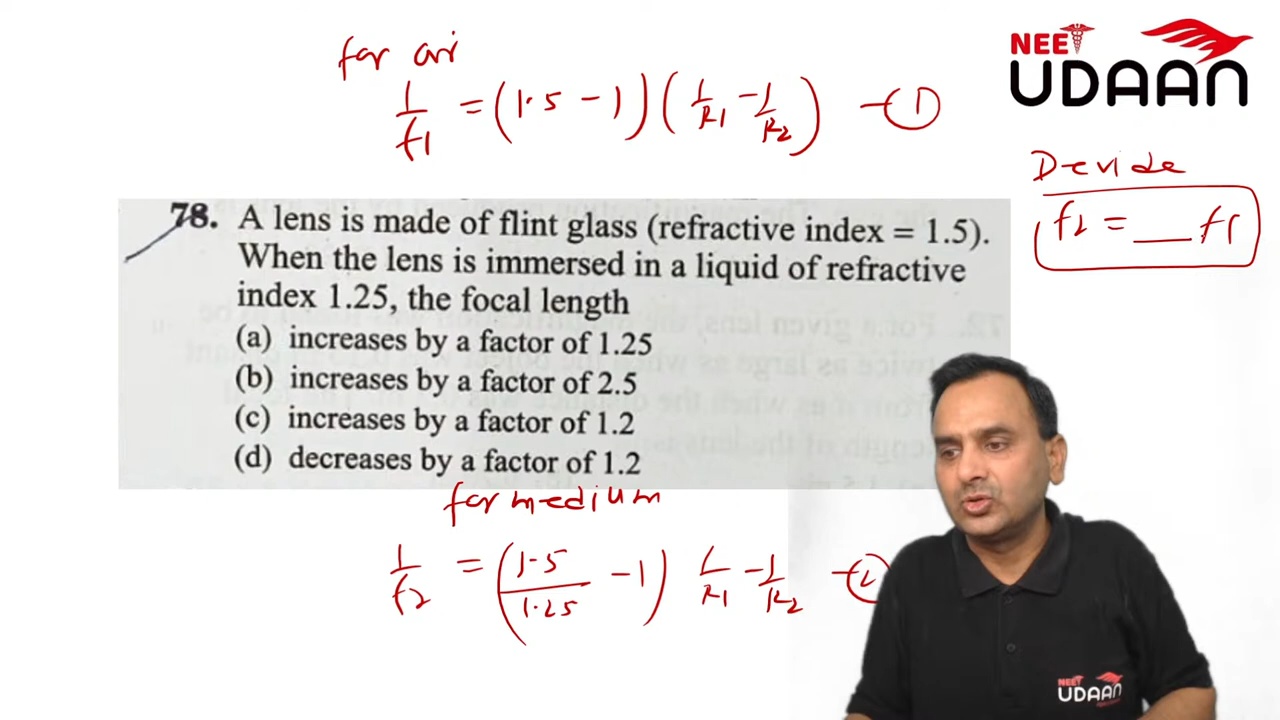 for air
1/f1 = (1.5 - 1) (1/R1 - 1/R2) - ①
NEET
UDAAN
Devide
f2 = __ f1
78. A lens is made of flint glass (refractive index = 1.5).
When the lens is immersed in a liquid of refractive
index 1.25, the focal length
(a) increases by a factor of 1.25
(b) increases by a factor of 2.5
(c) increases by a factor of 1.2
(d) decreases by a factor of 1.2
for medium
1/f2 = (1.5/1.25 - 1) 1/R1 - 1/R2 - ②
NEET
UDAAN